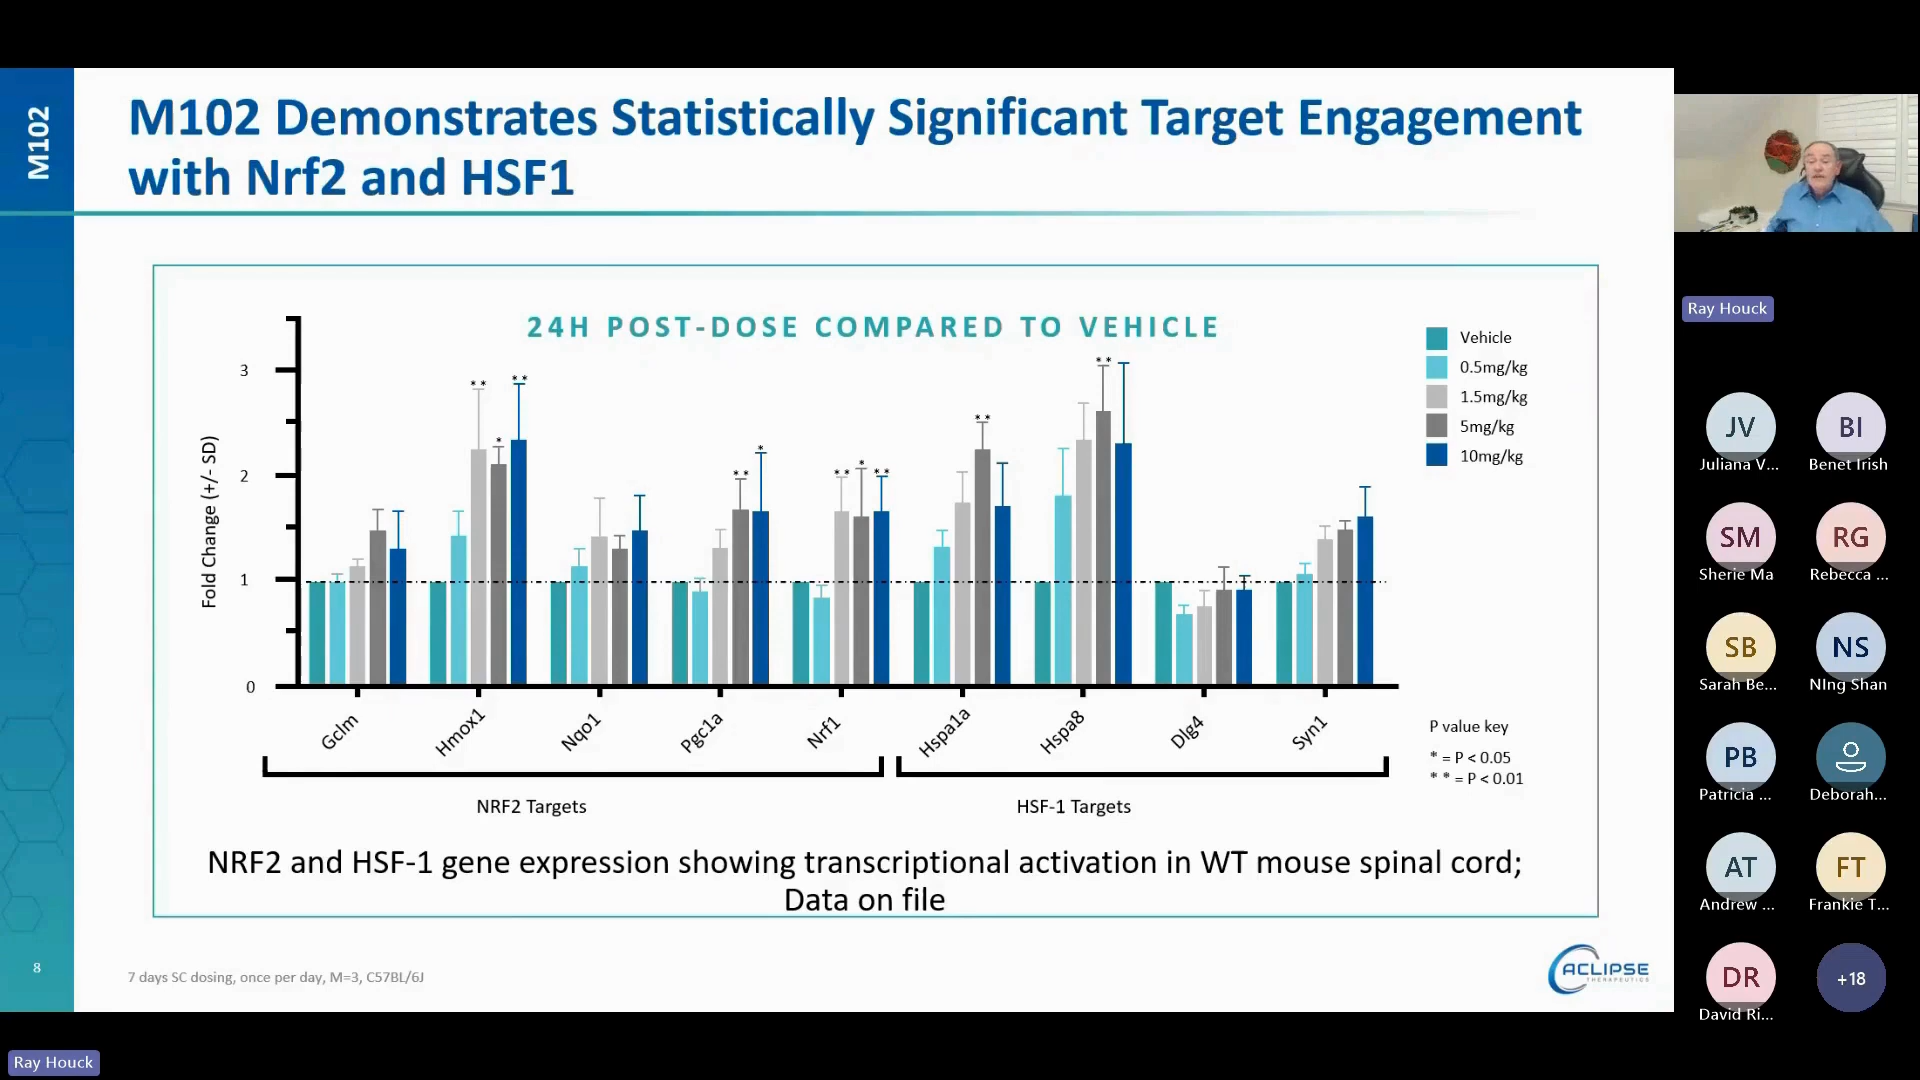 M102
M102 Demonstrates Statistically Significant Target Engagement
with Nrf2 and HSF1
24H POST-DOSE COMPARED TO VEHICLE
Fold Change (+/- SD)
3
2
1
0
** * **
** *
** * **
**
**
Vehicle
0.5mg/kg
1.5mg/kg
5mg/kg
10mg/kg
Gclm
Hmox1
Nqo1
Pgc1a
Nrf1
Hspa1a
Hspa8
Dlg4
Syn1
NRF2 Targets
HSF-1 Targets
P value key
* = P < 0.05
* * = P < 0.01
NRF2 and HSF-1 gene expression showing transcriptional activation in WT mouse spinal cord;
Data on file
8
7 days SC dosing, once per day, M=3, C57BL/6J
ACLIPSE
THERAPEUTICS
Ray Houck
JV
Juliana V...
BI
Benet Irish
SM
Sherie Ma
RG
Rebecca ...
SB
Sarah Be...
NS
NIng Shan
PB
Patricia ...
Deborah...
AT
Andrew ...
FT
Frankie T...
DR
David Ri...
+18
Ray Houck